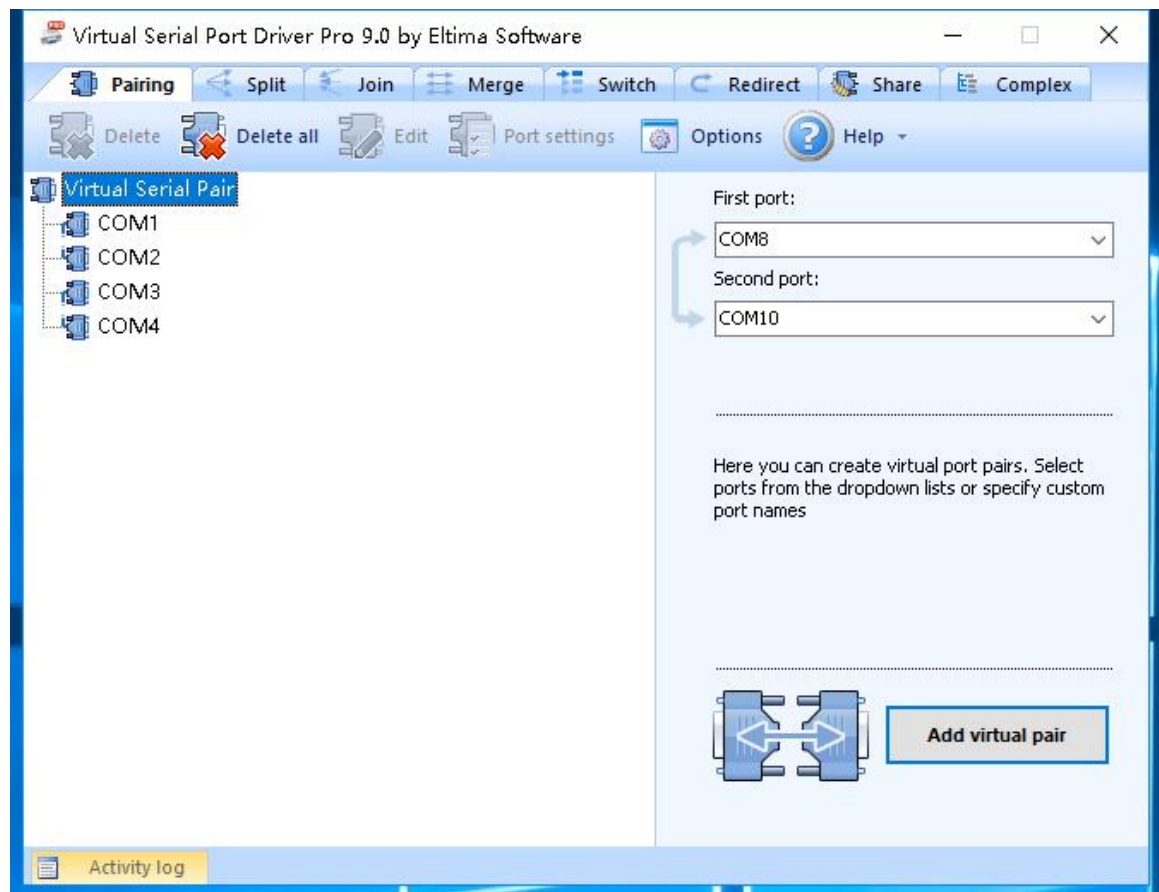 Virtual Serial Port Driver Pro 9.0 by Eltima Software
Pairing Split Join Merge Switch Redirect Share Complex
Delete Delete all Edit Port settings Options Help
Virtual Serial Pair
COM1
COM2
COM3
COM4
First port:
COM8
Second port:
COM10
Here you can create virtual port pairs. Select
ports from the dropdown lists or specify custom
port names
Add virtual pair
Activity log